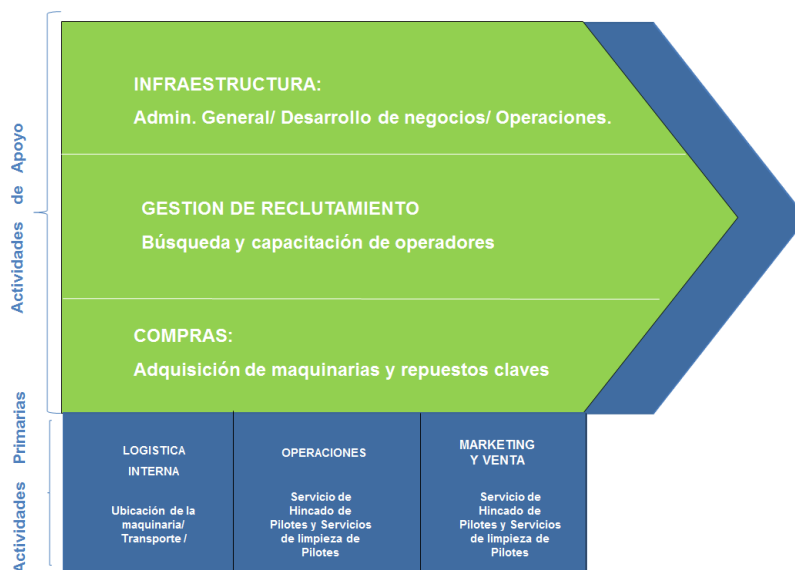 Actividades de Apoyo
INFRAESTRUCTURA:
Admin. General/ Desarrollo de negocios/ Operaciones.
GESTION DE RECLUTAMIENTO
Búsqueda y capacitación de operadores
COMPRAS:
Adquisición de maquinarias y repuestos claves
Actividades Primarias
LOGISTICA
INTERNA
Ubicación de la
maquinaria/
Transporte /
OPERACIONES
Servicio de
Hincado de
Pilotes y Servicios
de limpieza de
Pilotes
MARKETING
Y VENTA
Servicio de
Hincado de
Pilotes y Servicios
de limpieza de
Pilotes